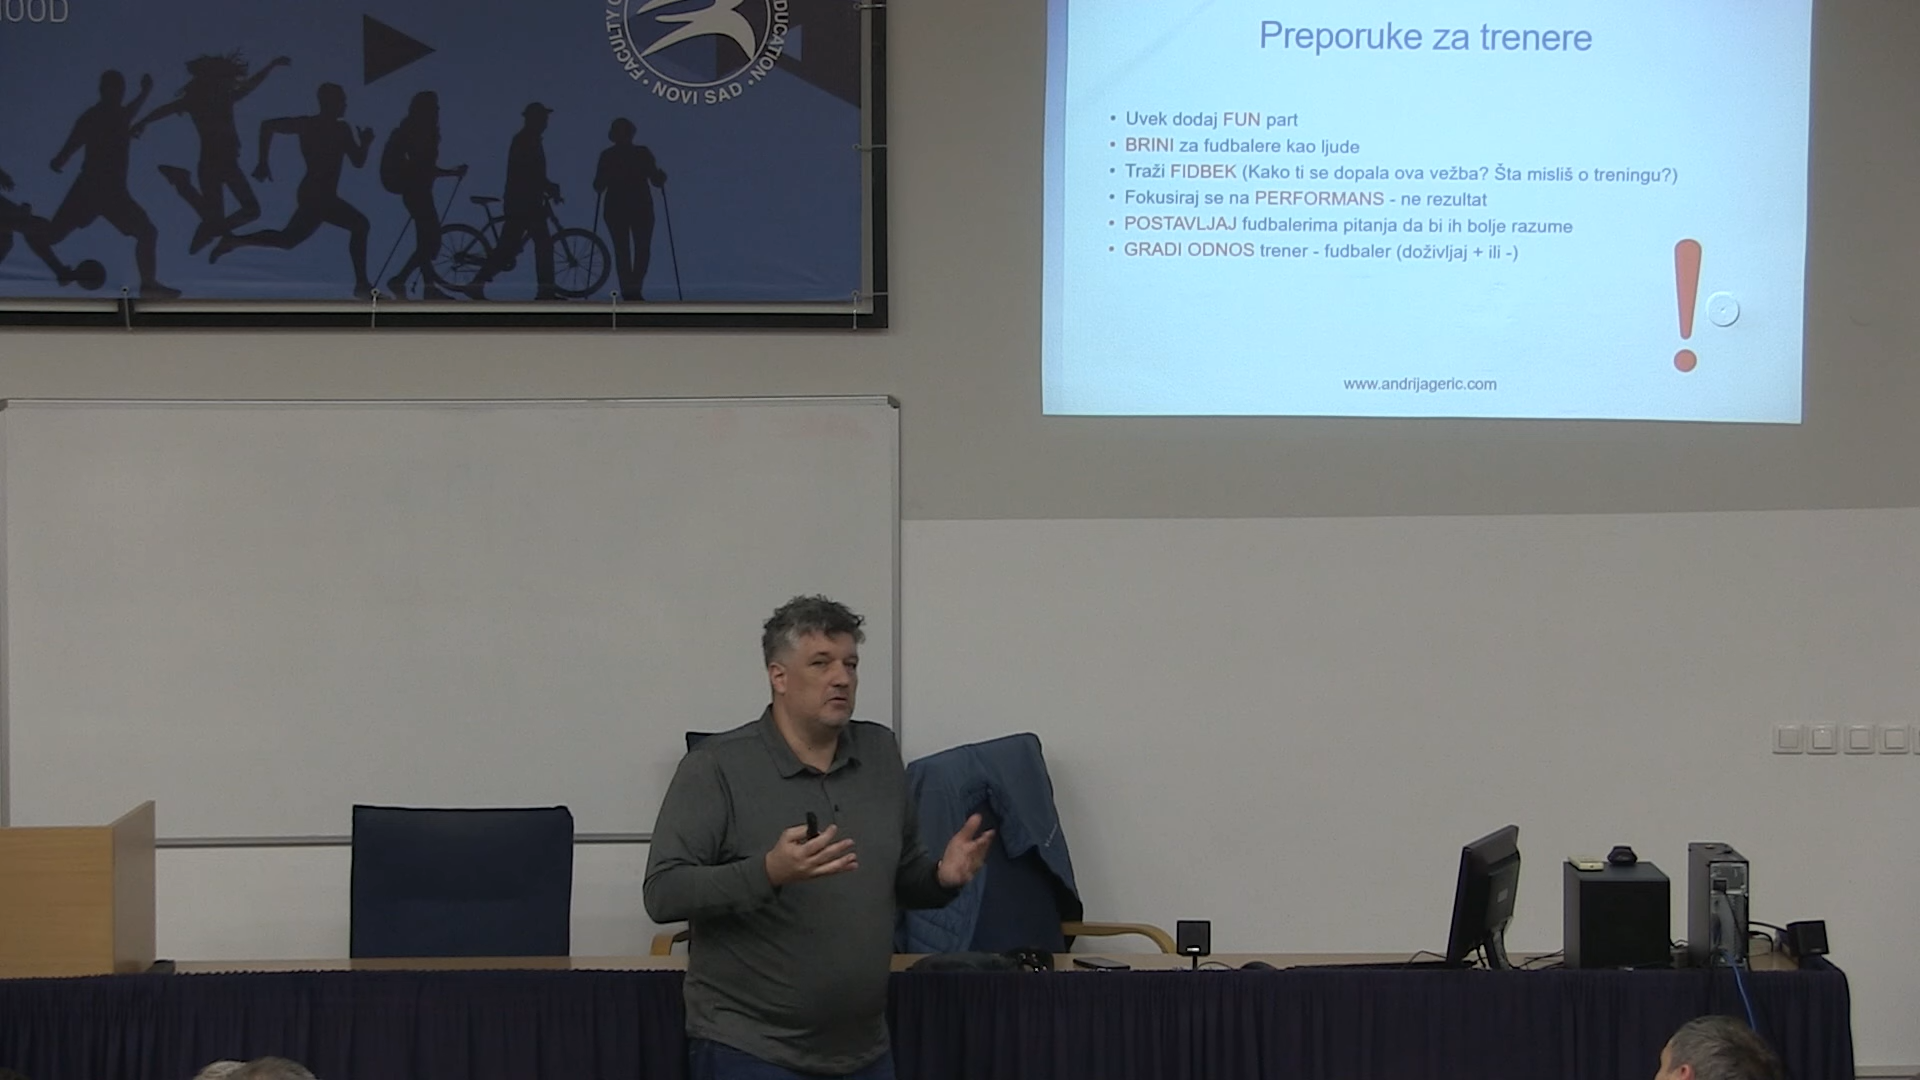 HOOD
FACULTY O
DUCATION
• NOVI SAD •
Preporuke za trenere
• Uvek dodaj FUN part
• BRINI za fudbalere kao ljude
• Traži FIDBEK (Kako ti se dopala ova vežba? Šta misliš o treningu?)
• Fokusiraj se na PERFORMANS - ne rezultat
• POSTAVLJAJ fudbalerima pitanja da bi ih bolje razume
• GRADI ODNOS trener - fudbaler (doživljaj + ili -)
www.andrijageric.com